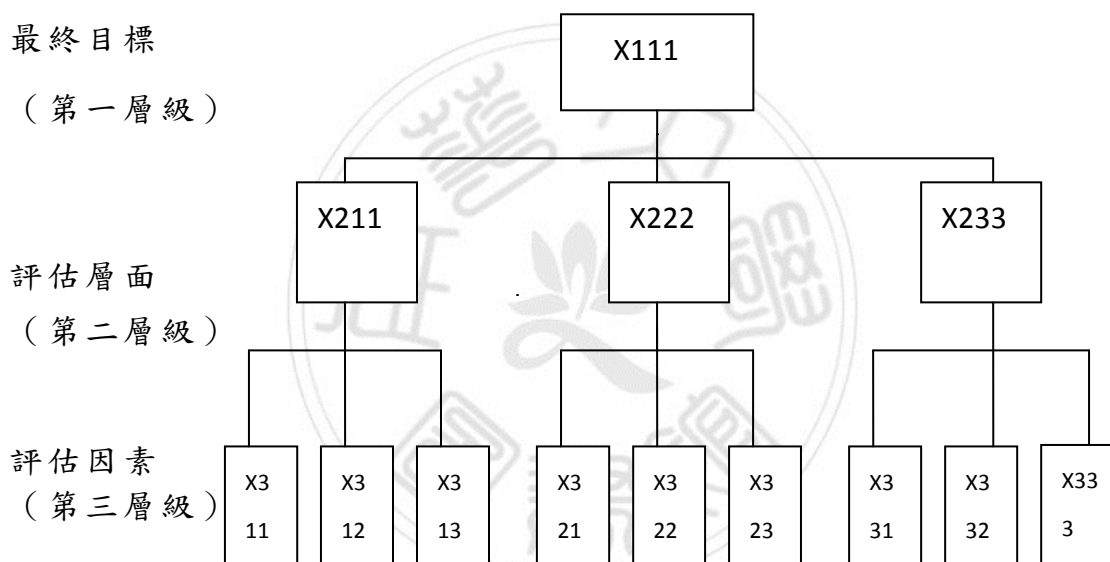 最終目標
（第一層級）
X111
X211
X222
X233
評估層面
（第二層級）
評估因素
（第三層級）
X3
11
X3
12
X3
13
X3
21
X3
22
X3
23
X3
31
X3
32
X33
3